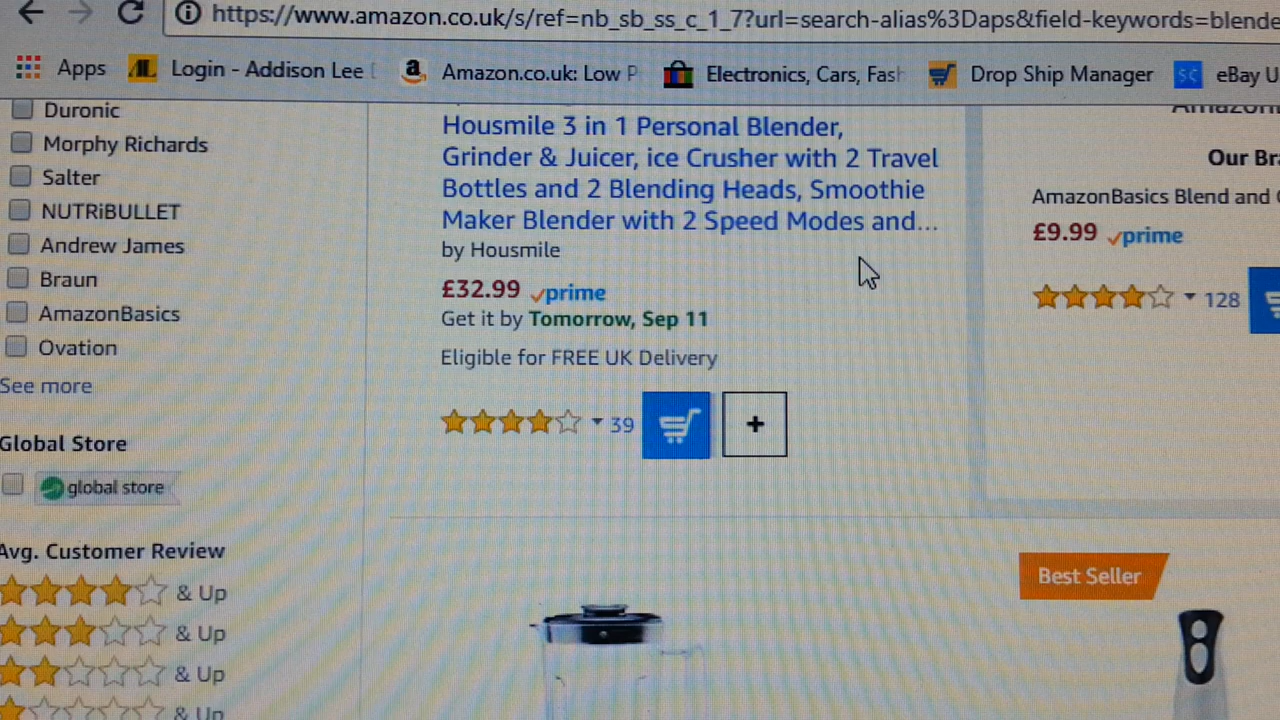 https://www.amazon.co.uk/s/ref=nb_sb_ss_c_1_7?url=search-alias%3Daps&field-keywords=blende
Apps
Login - Addison Lee
Amazon.co.uk: Low P
Electronics, Cars, Fash
Drop Ship Manager
eBay U
Duronic
Morphy Richards
Salter
NUTRiBULLET
Andrew James
Braun
AmazonBasics
Ovation
See more
Global Store
global store
Avg. Customer Review
& Up
& Up
& Up
& Up
Housmile 3 in 1 Personal Blender,
Grinder & Juicer, ice Crusher with 2 Travel
Bottles and 2 Blending Heads, Smoothie
Maker Blender with 2 Speed Modes and...
by Housmile
£32.99 prime
Get it by Tomorrow, Sep 11
Eligible for FREE UK Delivery
39
+
Amazon
Our Bra
AmazonBasics Blend and
£9.99 prime
128
Best Seller